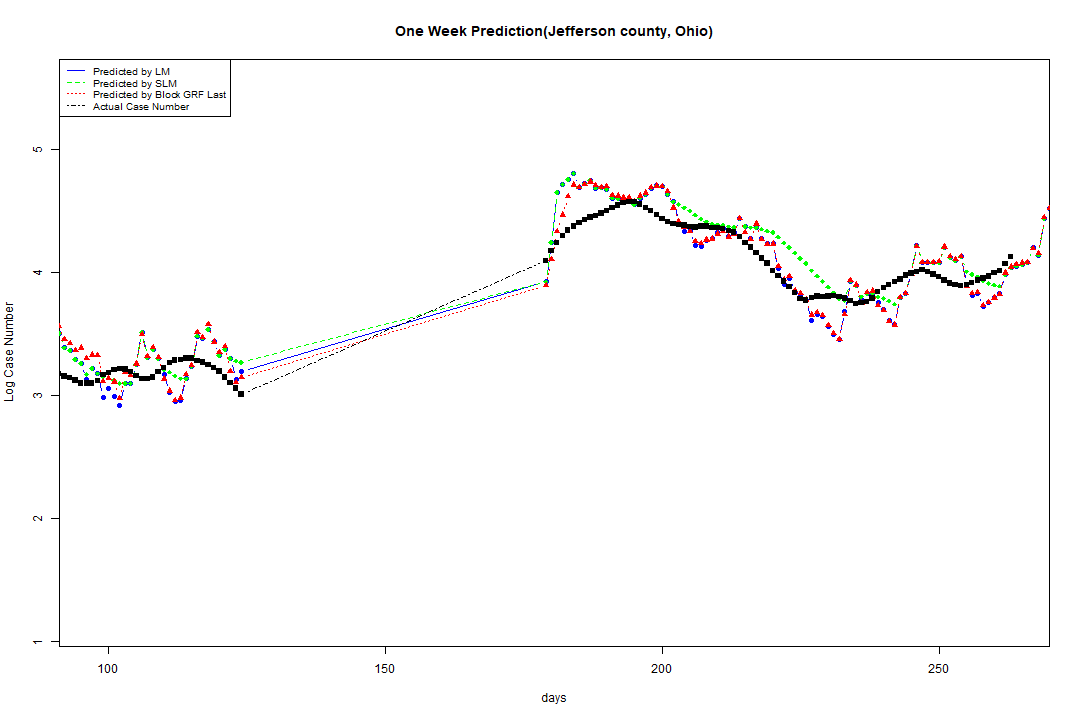 One Week Prediction(Jefferson county, Ohio)
Predicted by LM
Predicted by SLM
Predicted by Block GRF Last
Actual Case Number
5
4
3
2
1
Log Case Number
100 150 200 250
days